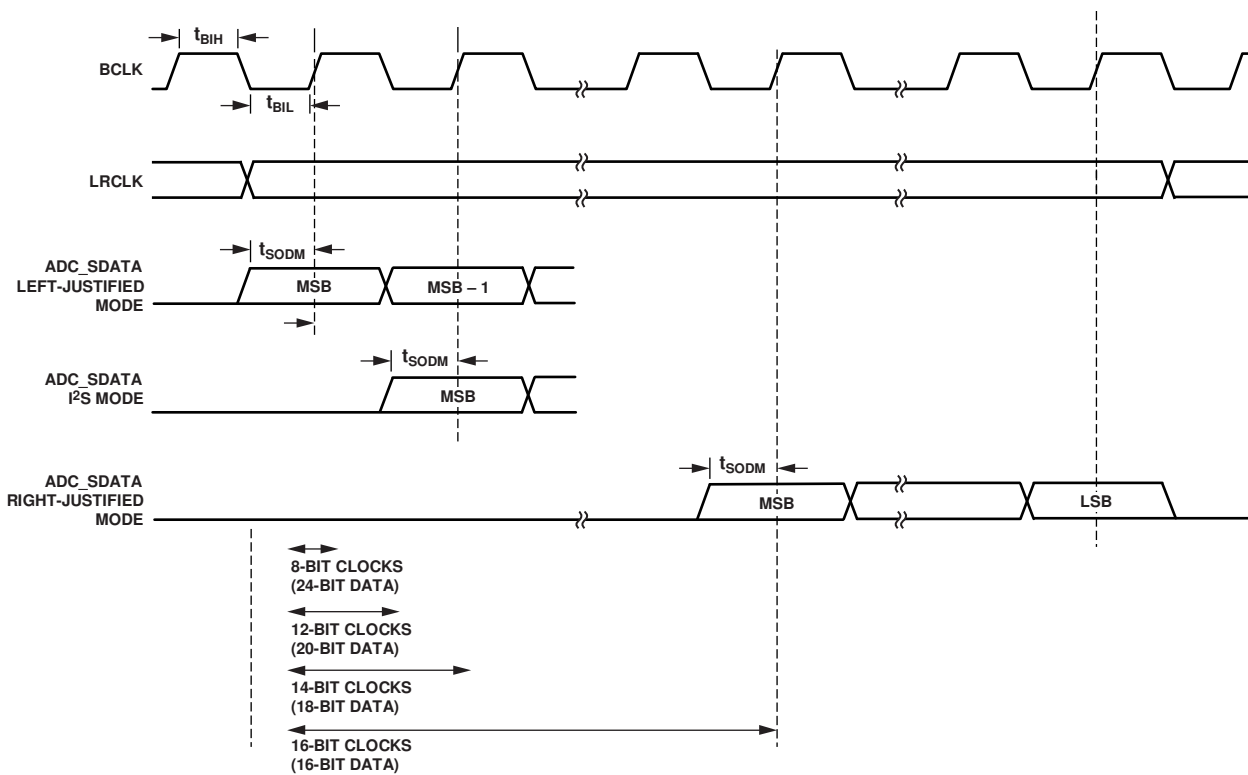 tBIH
BCLK
tBIL
LRCLK
tSODM
ADC_SDATA
LEFT-JUSTIFIED
MODE
MSB
MSB – 1
tSODM
ADC_SDATA
I2S MODE
MSB
tSODM
ADC_SDATA
RIGHT-JUSTIFIED
MODE
MSB
LSB
8-BIT CLOCKS
(24-BIT DATA)
12-BIT CLOCKS
(20-BIT DATA)
14-BIT CLOCKS
(18-BIT DATA)
16-BIT CLOCKS
(16-BIT DATA)